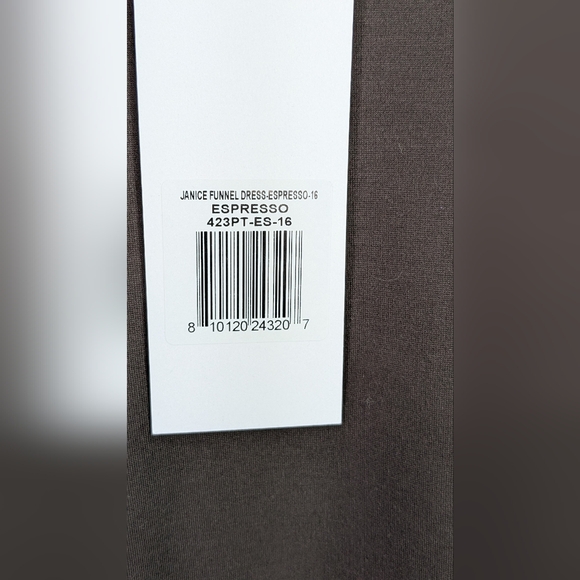 JANICE FUNNEL DRESS-ESPRESSO-16
ESPRESSO
423PT-ES-16
8 10120 24320 7